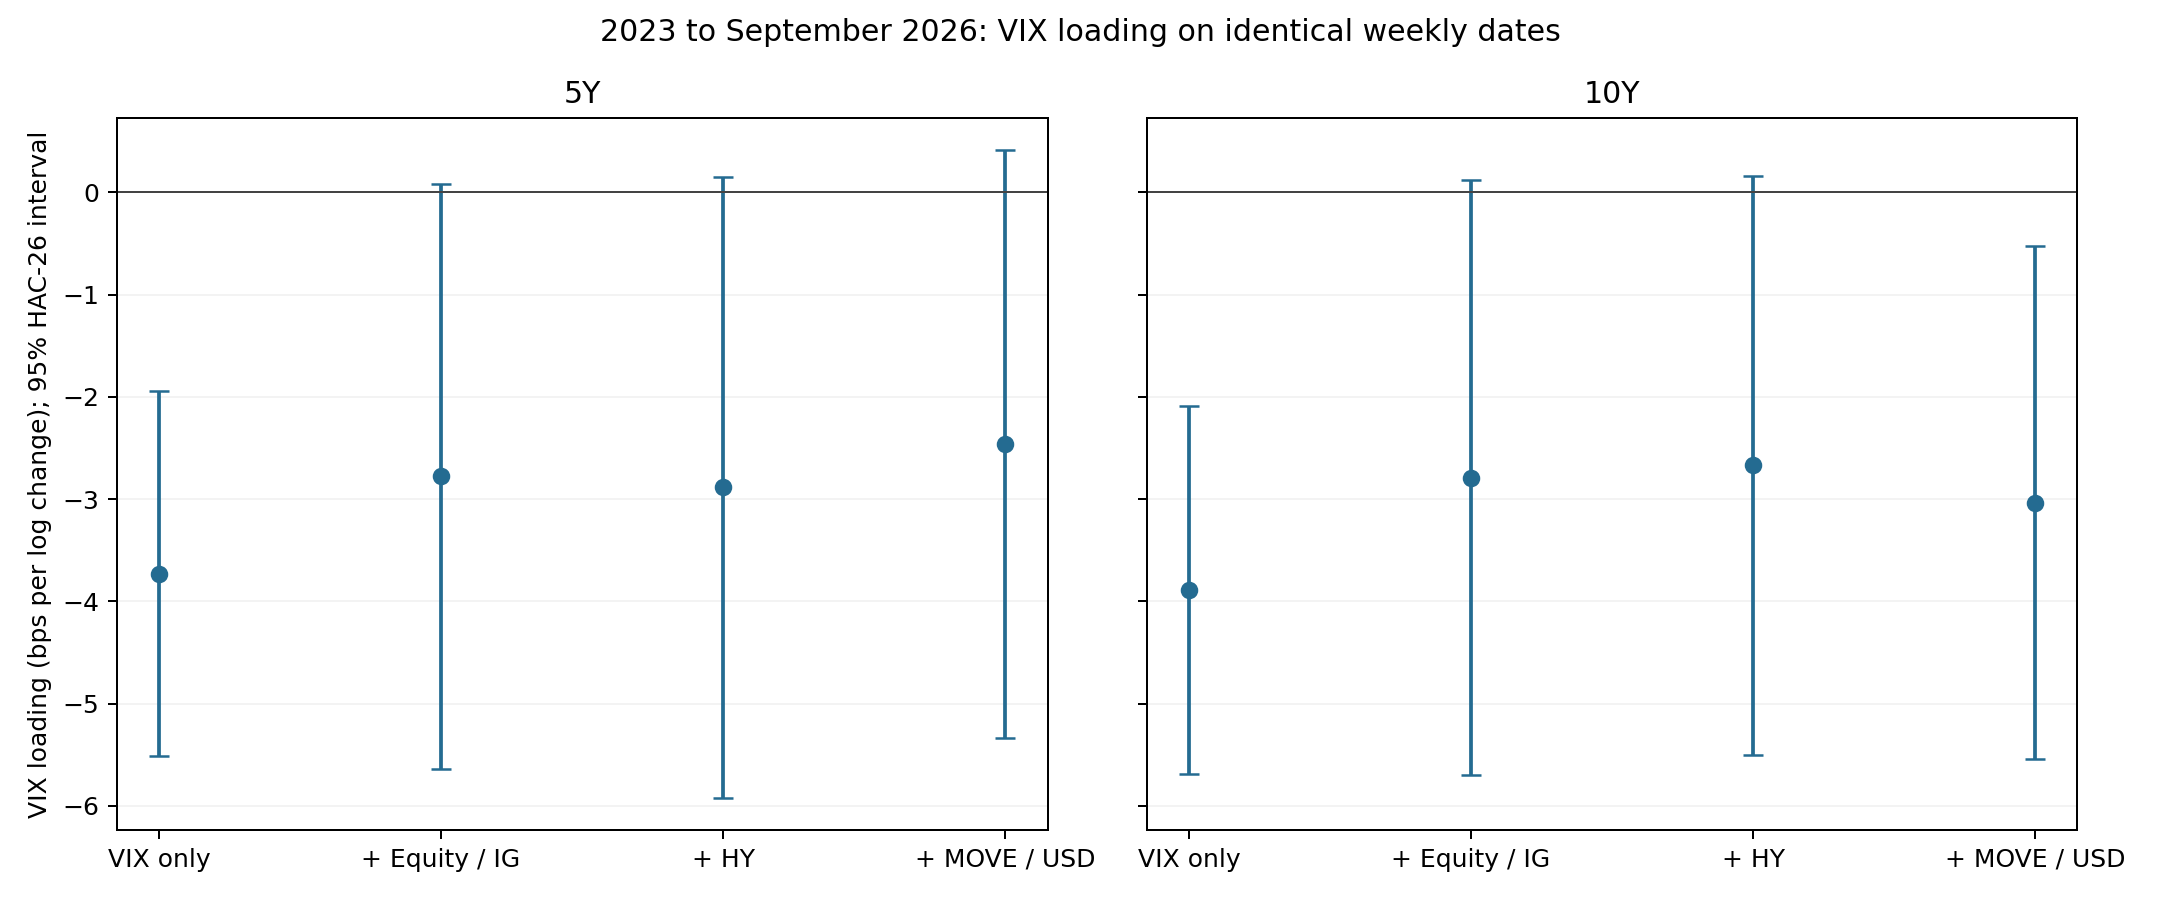 2023 to September 2026: VIX loading on identical weekly dates
5Y
10Y
VIX loading (bps per log change); 95% HAC-26 interval
0
−1
−2
−3
−4
−5
−6
VIX only
+ Equity / IG
+ HY
+ MOVE / USD
VIX only
+ Equity / IG
+ HY
+ MOVE / USD